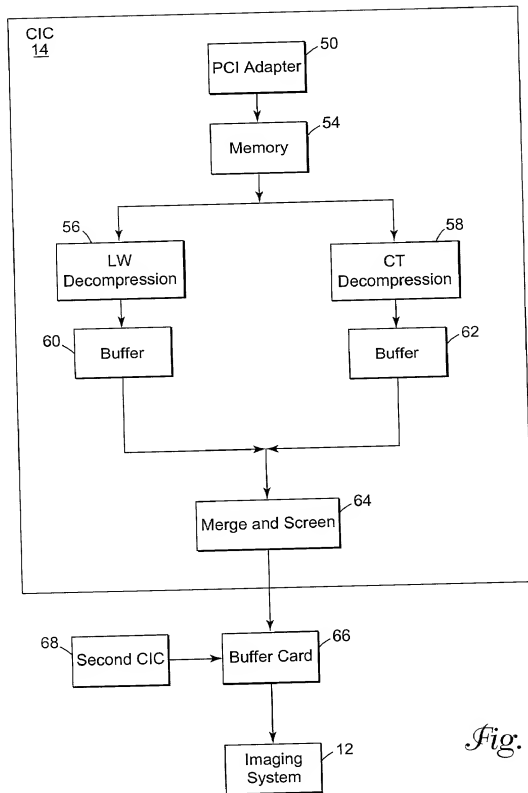 CIC
14
PCI Adapter
50
Memory
54
56
LW
Decompression
58
CT
Decompression
60
Buffer
62
Buffer
64
Merge and Screen
68
Second CIC
66
Buffer Card
12
Imaging
System
Fig.